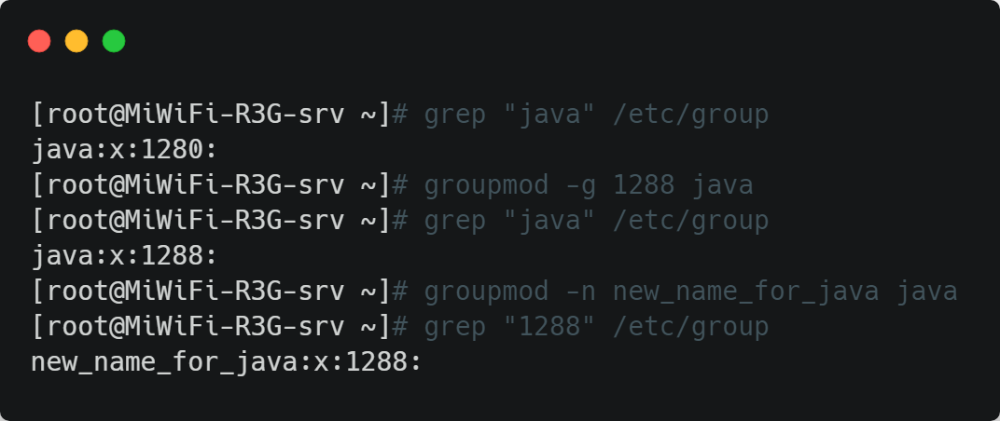 [root@MiWiFi-R3G-srv ~]# grep "java" /etc/group
java:x:1280:
[root@MiWiFi-R3G-srv ~]# groupmod -g 1288 java
[root@MiWiFi-R3G-srv ~]# grep "java" /etc/group
java:x:1288:
[root@MiWiFi-R3G-srv ~]# groupmod -n new_name_for_java java
[root@MiWiFi-R3G-srv ~]# grep "1288" /etc/group
new_name_for_java:x:1288: